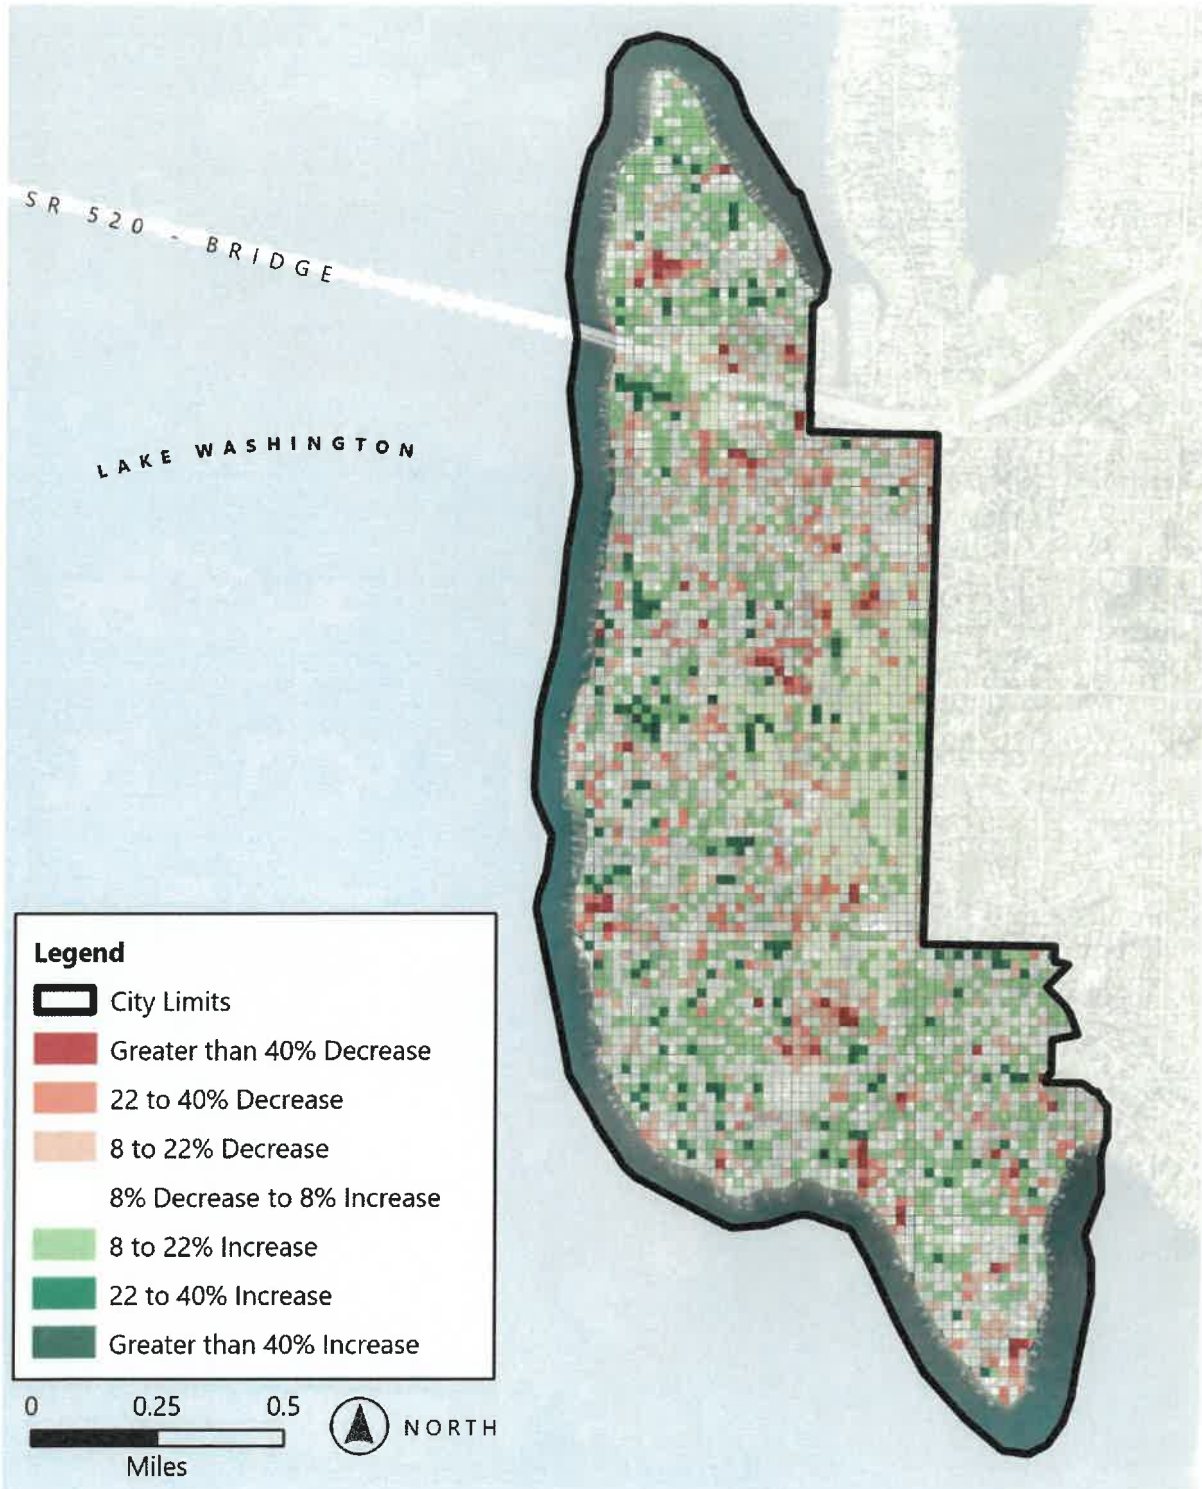 SR 520 - BRIDGE
LAKE WASHINGTON
Legend
City Limits
Greater than 40% Decrease
22 to 40% Decrease
8 to 22% Decrease
8% Decrease to 8% Increase
8 to 22% Increase
22 to 40% Increase
Greater than 40% Increase
0 0.25 0.5
NORTH
Miles